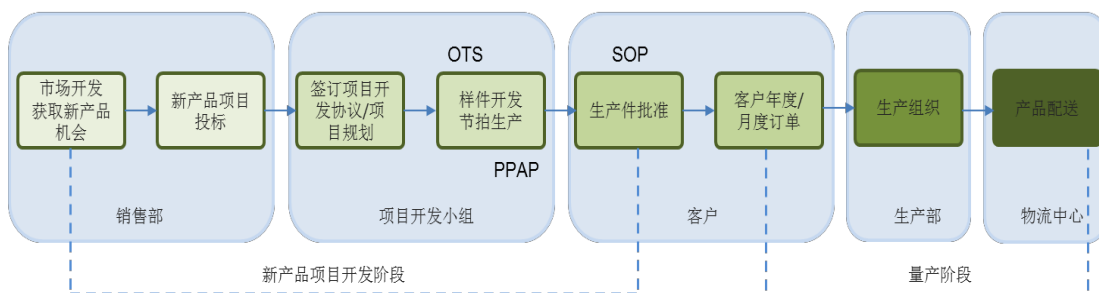 OTS
SOP
市场开发
获取新产品
机会
新产品项目
投标
签订项目开
发协议/项
目规划
样件开发
节拍生产
生产件批准
客户年度/
月度订单
生产组织
产品配送
PPAP
销售部
项目开发小组
客户
生产部
物流中心
新产品项目开发阶段
量产阶段